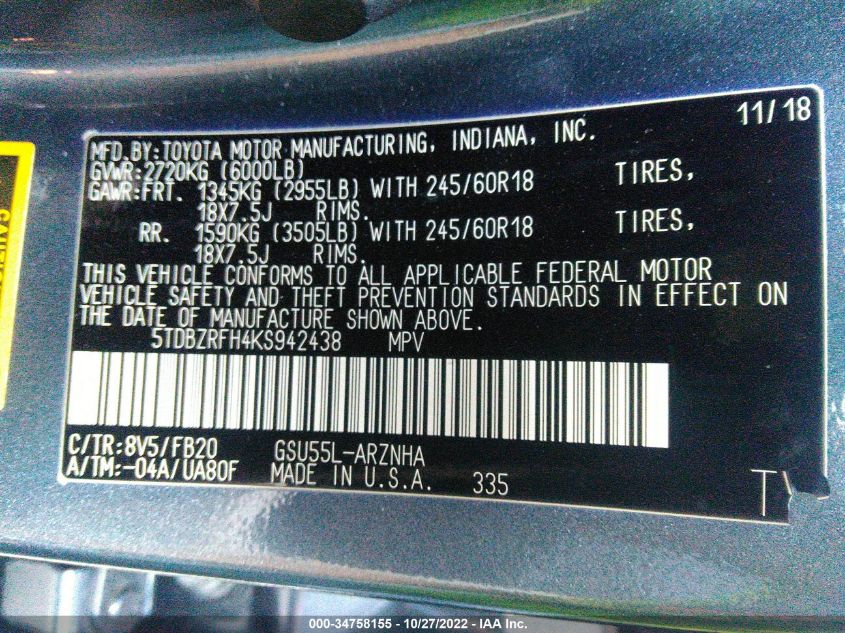 11/18
MFD.BY:TOYOTA MOTOR MANUFACTURING, INDIANA, INC.
GVWR:2720KG (6000LB)
GAWR:FRT. 1345KG (2955LB) WITH 245/60R18 TIRES,
18X7.5J RIMS.
RR. 1590KG (3505LB) WITH 245/60R18 TIRES,
18X7.5J RIMS.
THIS VEHICLE CONFORMS TO ALL APPLICABLE FEDERAL MOTOR
VEHICLE SAFETY AND THEFT PREVENTION STANDARDS IN EFFECT ON
THE DATE OF MANUFACTURE SHOWN ABOVE.
5TDBZRFH4KS942438 MPV
C/TR:8V5/FB20 GSU55L-ARZNHA
A/TM:-04A/UA80F MADE IN U.S.A. 335
000-34758155 - 10/27/2022 - IAA Inc.